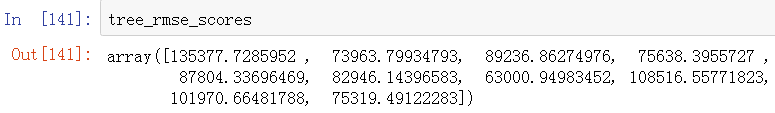 In [141]: tree_rmse_scores
Out[141]: array([135377.7285952 , 73963.79934793, 89236.86274976, 75638.3955727 ,
87804.33696469, 82946.14396583, 63000.94983452, 108516.55771823,
101970.66481788, 75319.49122283])